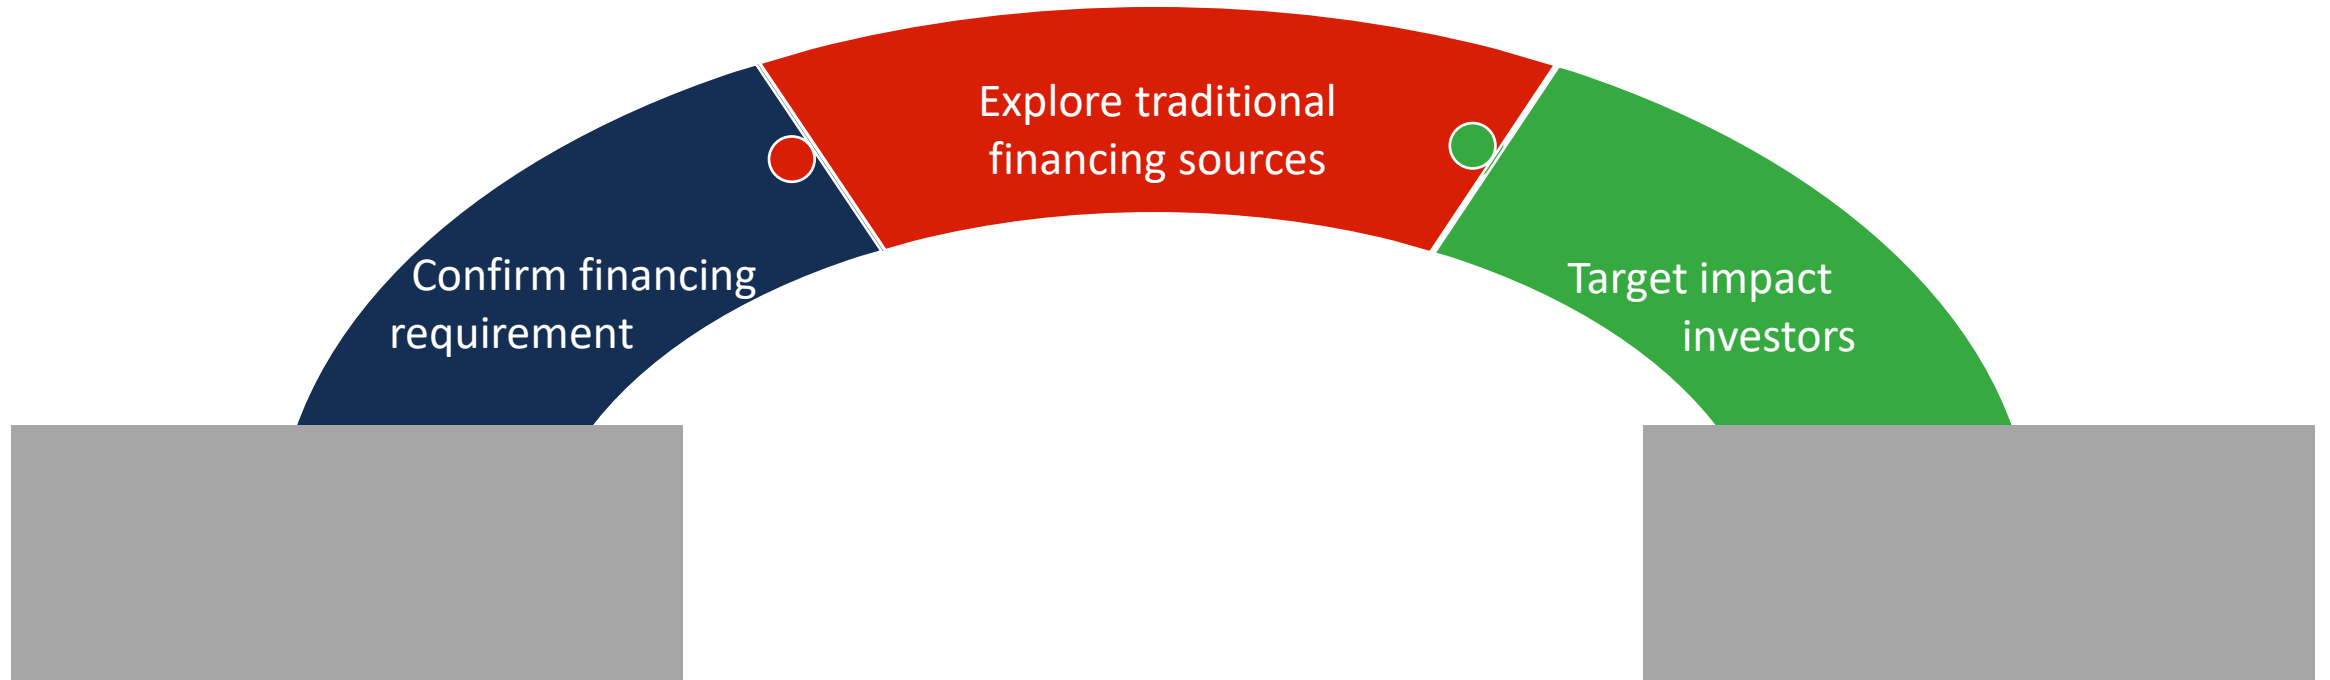 Explore traditional
financing sources
Confirm financing
requirement
Target impact
investors